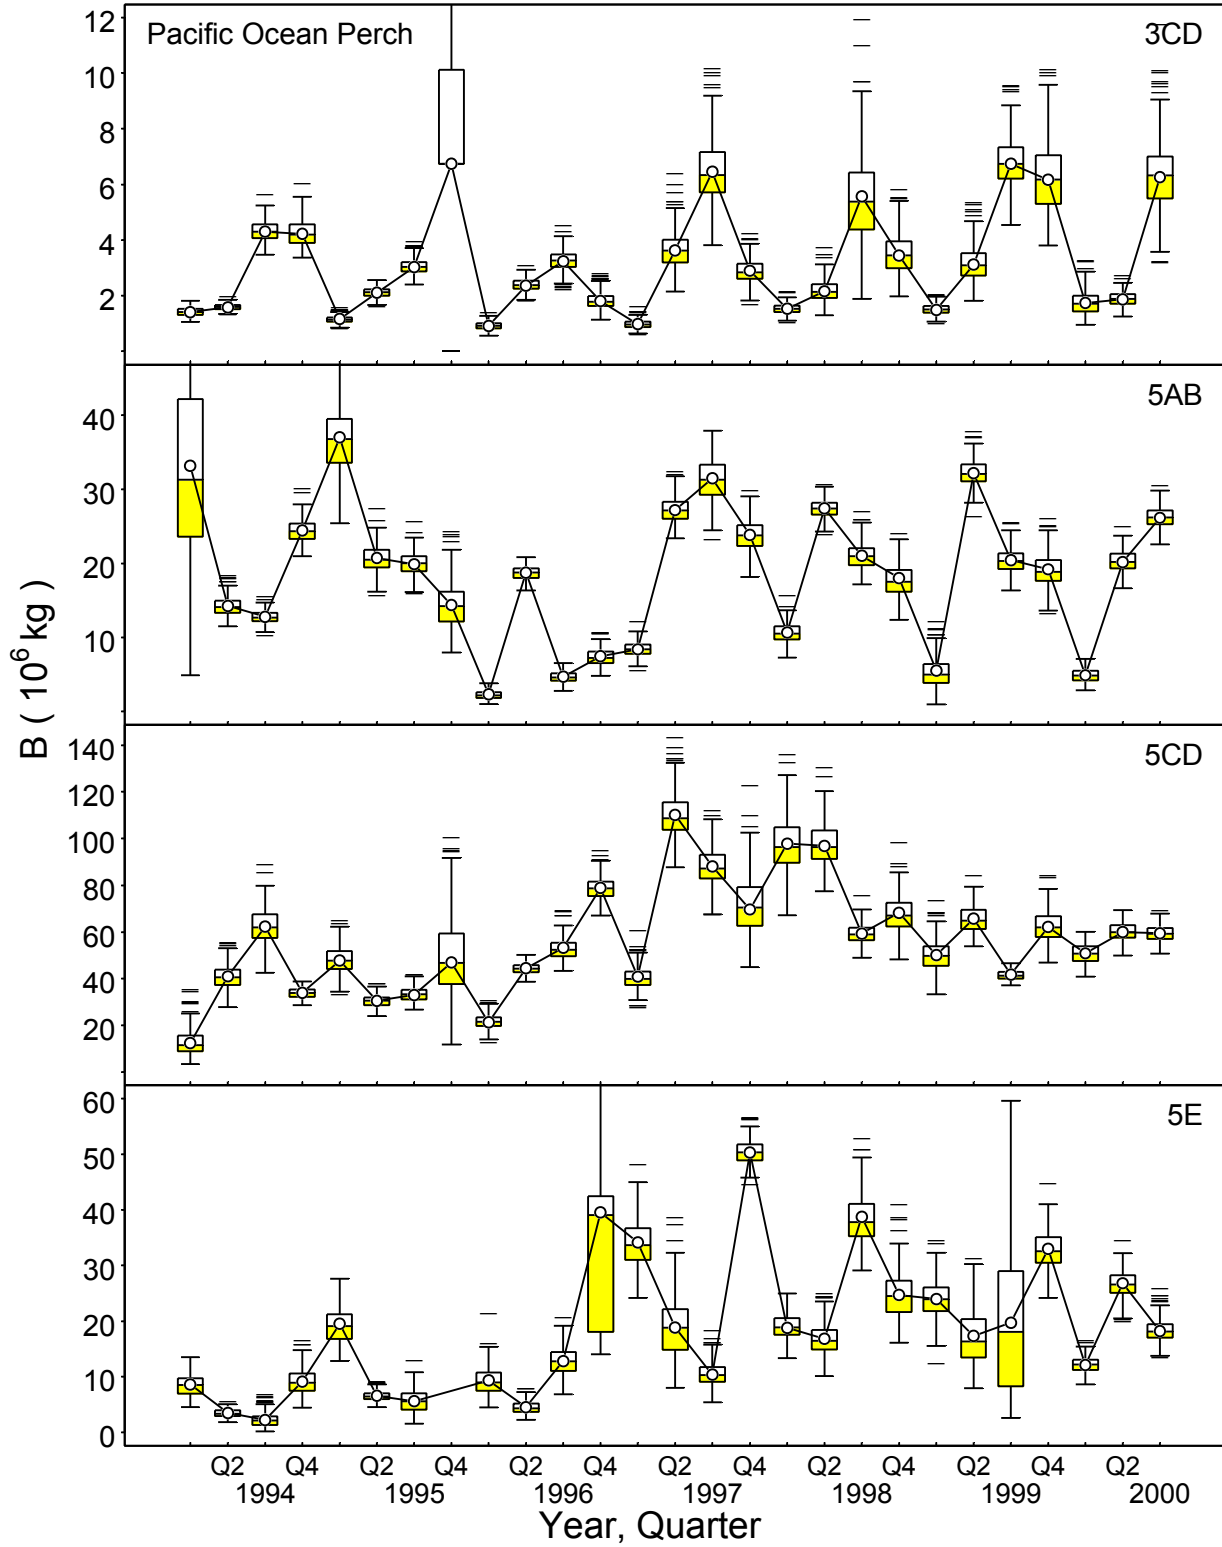 Pacific Ocean Perch
3CD
12
10
8
6
4
2
5AB
40
30
20
10
B ( 10⁶ kg )
5CD
140
120
100
80
60
40
20
5E
60
50
40
30
20
10
0
Q2 Q4 Q2 Q4 Q2 Q4 Q2 Q4 Q2 Q4 Q2 Q4 Q2
1994 1995 1996 1997 1998 1999 2000
Year, Quarter